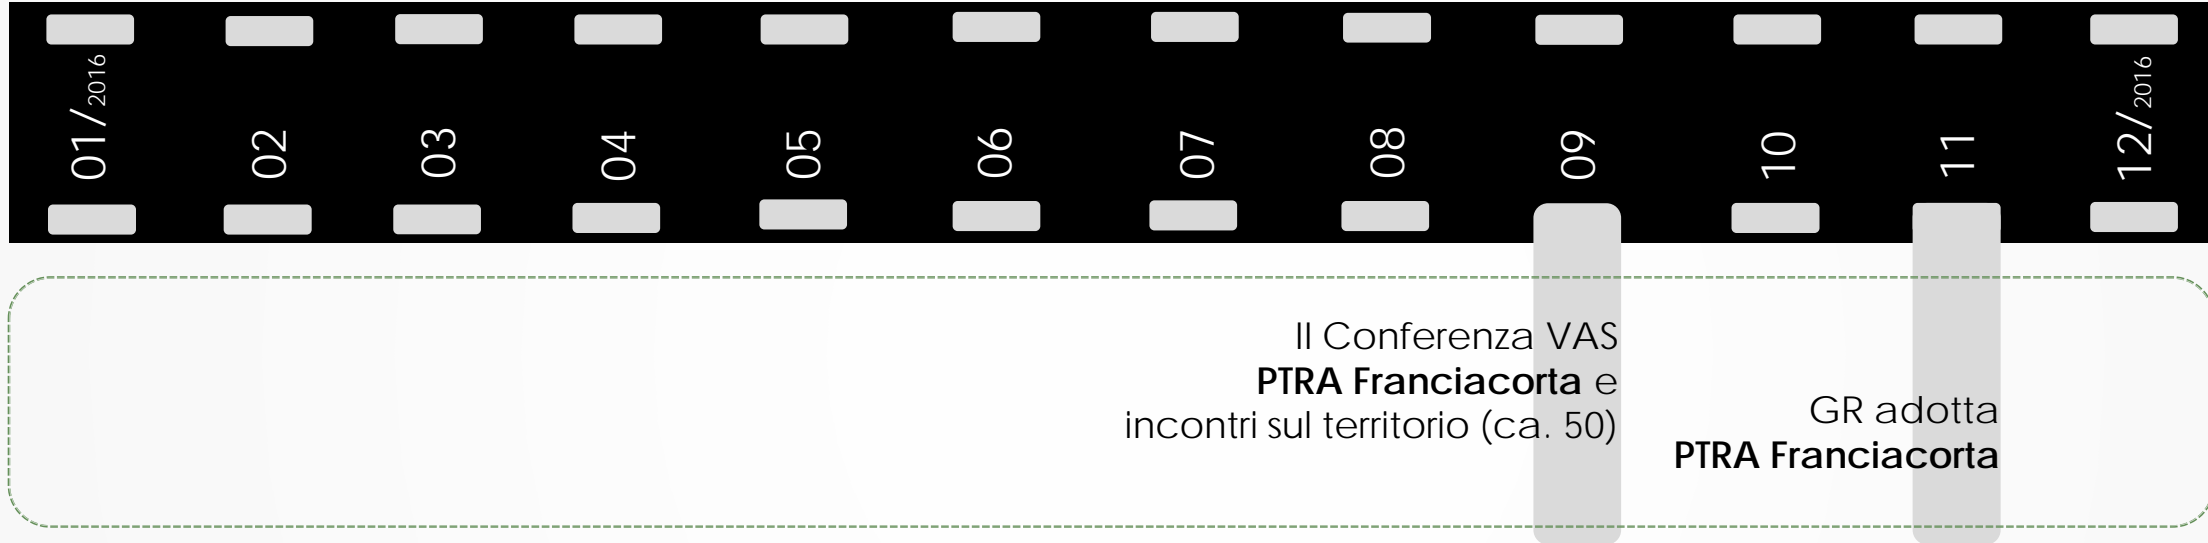 01/2016
02
03
04
05
06
07
08
09
10
11
12/2016
II Conferenza VAS
PTRA Franciacorta e
incontri sul territorio (ca. 50)
GR adotta
PTRA Franciacorta